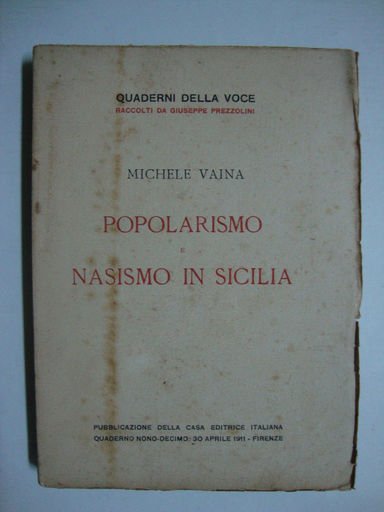 QUADERNI DELLA VOCE
RACCOLTI DA GIUSEPPE PREZZOLINI
MICHELE VAINA
POPOLARISMO
E
NASISMO IN SICILIA
PUBBLICAZIONE DELLA CASA EDITRICE ITALIANA
QUADERNO NONO-DECIMO: 30 APRILE 1911 - FIRENZE